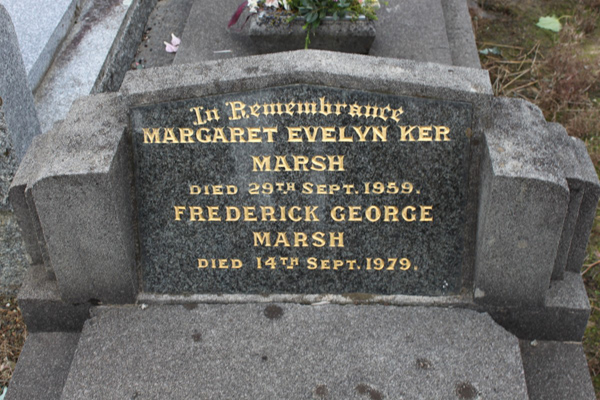 In Remembrance
MARGARET EVELYN KER
MARSH
DIED 29TH SEPT. 1959.
FREDERICK GEORGE
MARSH
DIED 14TH SEPT. 1979.